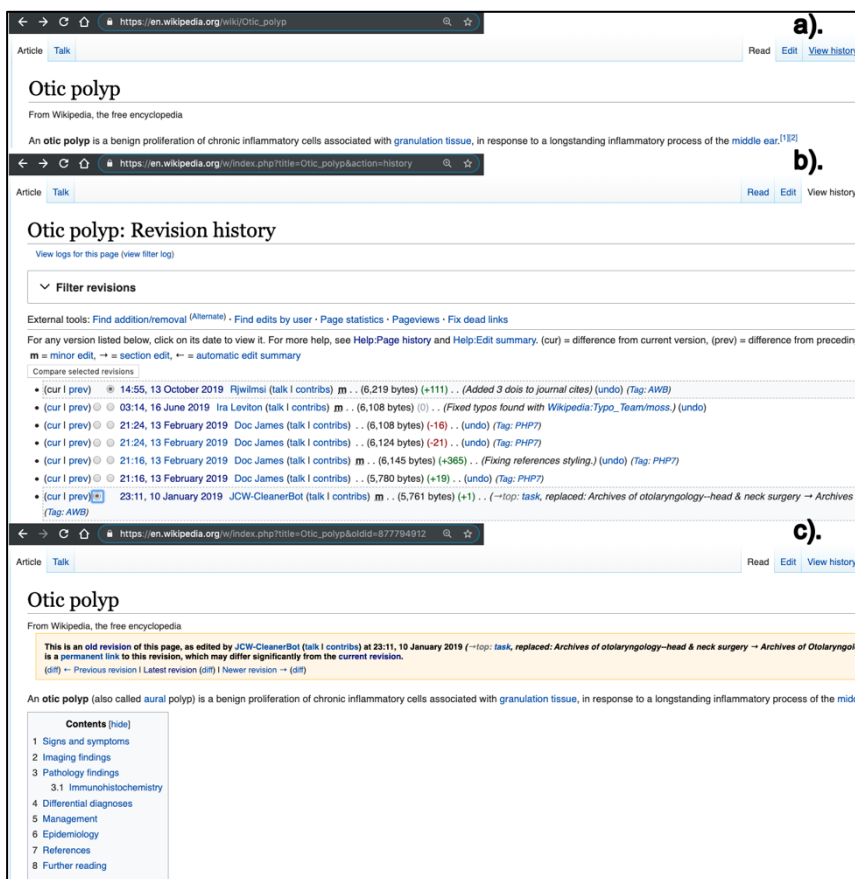 https://en.wikipedia.org/wiki/Otic_polyp a).
Article Talk Read Edit View history
Otic polyp
From Wikipedia, the free encyclopedia
An otic polyp is a benign proliferation of chronic inflammatory cells associated with granulation tissue, in response to a longstanding inflammatory process of the middle ear.[1][2]
https://en.wikipedia.org/w/index.php?title=Otic_polyp&action=history b).
Article Talk Read Edit View history
Otic polyp: Revision history
View logs for this page (view filter log)
Filter revisions
External tools: Find addition/removal (Alternate) · Find edits by user · Page statistics · Pageviews · Fix dead links
For any version listed below, click on its date to view it. For more help, see Help:Page history and Help:Edit summary. (cur) = difference from current version, (prev) = difference from preceding
m = minor edit, → = section edit, ← = automatic edit summary
Compare selected revisions
• (cur | prev) 14:55, 13 October 2019 Rjwilmsi (talk | contribs) m . . (6,219 bytes) (+111) . . (Added 3 dois to journal cites) (undo) (Tag: AWB)
• (cur | prev) 03:14, 16 June 2019 Ira Leviton (talk | contribs) m . . (6,108 bytes) (0) . . (Fixed typos found with Wikipedia:Typo_Team/moss.) (undo)
• (cur | prev) 21:24, 13 February 2019 Doc James (talk | contribs) . . (6,108 bytes) (-16) . . (undo) (Tag: PHP7)
• (cur | prev) 21:24, 13 February 2019 Doc James (talk | contribs) . . (6,124 bytes) (-21) . . (undo) (Tag: PHP7)
• (cur | prev) 21:16, 13 February 2019 Doc James (talk | contribs) m . . (6,145 bytes) (+365) . . (Fixing references styling.) (undo) (Tag: PHP7)
• (cur | prev) 21:16, 13 February 2019 Doc James (talk | contribs) . . (5,780 bytes) (+19) . . (undo) (Tag: PHP7)
• (cur | prev) 23:11, 10 January 2019 JCW-CleanerBot (talk | contribs) m . . (5,761 bytes) (+1) . . (→top: task, replaced: Archives of otolaryngology--head & neck surgery → Archives
(Tag: AWB)
https://en.wikipedia.org/w/index.php?title=Otic_polyp&oldid=877794912 c).
Article Talk Read Edit View history
Otic polyp
From Wikipedia, the free encyclopedia
This is an old revision of this page, as edited by JCW-CleanerBot (talk | contribs) at 23:11, 10 January 2019 (→top: task, replaced: Archives of otolaryngology--head & neck surgery → Archives of Otolaryngol
is a permanent link to this revision, which may differ significantly from the current revision.
(diff) ← Previous revision | Latest revision (diff) | Newer revision → (diff)
An otic polyp (also called aural polyp) is a benign proliferation of chronic inflammatory cells associated with granulation tissue, in response to a longstanding inflammatory process of the mid
Contents [hide]
1 Signs and symptoms
2 Imaging findings
3 Pathology findings
3.1 Immunohistochemistry
4 Differential diagnoses
5 Management
6 Epidemiology
7 References
8 Further reading